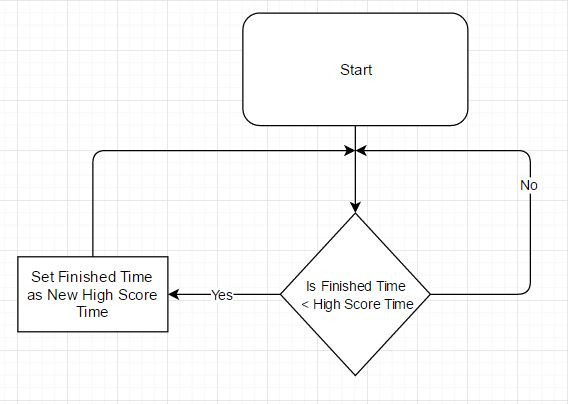 Start
No
Is Finished Time
< High Score Time
Yes
Set Finished Time
as New High Score
Time